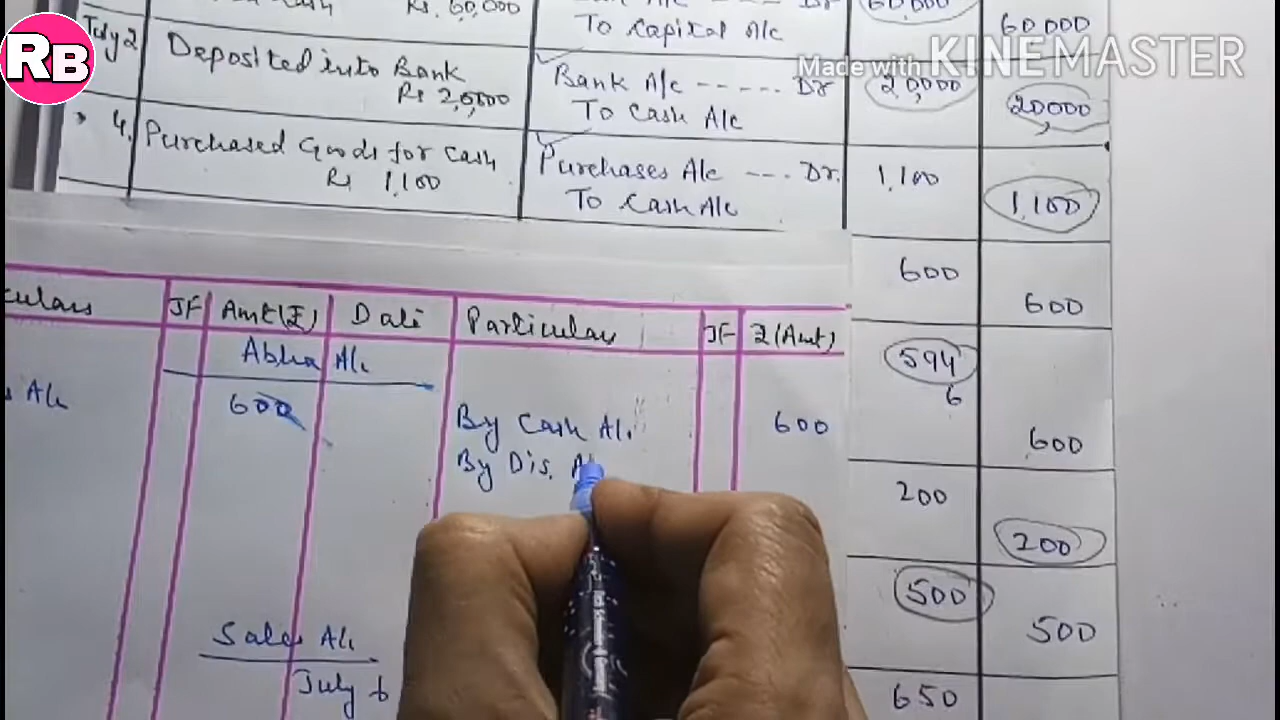 RB
Made with KINEMASTER
Rs. 60,000
60,000
To Capital A/c
60000
July 2
Deposited into Bank
Rs 20,000
Bank A/c ----- Dr
To Cash A/c
20,000
20000
4.
Purchased Goods for Cash
Rs 1,100
Purchases A/c --- Dr.
To Cash A/c
1,100
1,100
600
600
594
6
600
200
200
500
500
650
culars
JF
Amt(₹)
Date
Particulars
JF
₹(Amt)
Abha A/c
A/c
600
By Cash A/c
600
By Dis. A
Sales A/c
July 6